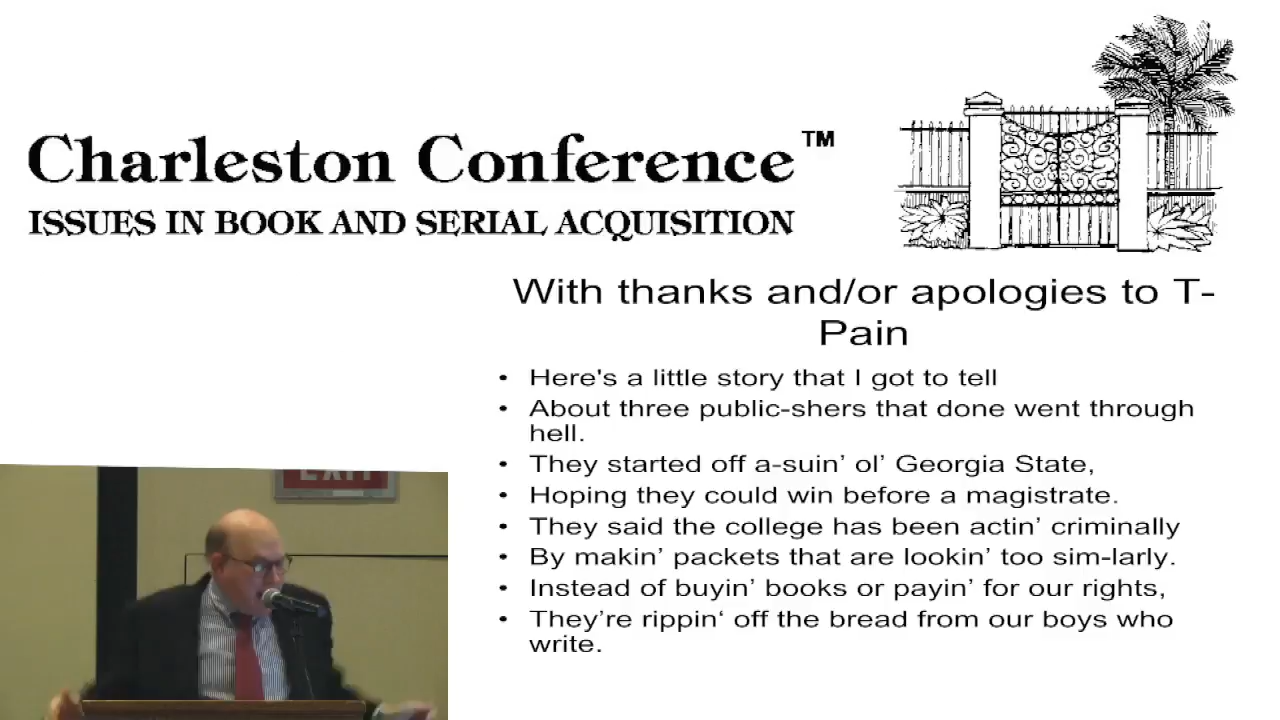 Charleston Conference™
ISSUES IN BOOK AND SERIAL ACQUISITION
With thanks and/or apologies to T-
Pain
• Here's a little story that I got to tell
• About three public-shers that done went through
hell.
• They started off a-suin’ ol’ Georgia State,
• Hoping they could win before a magistrate.
• They said the college has been actin’ criminally
• By makin’ packets that are lookin’ too sim-larly.
• Instead of buyin’ books or payin’ for our rights,
• They’re rippin‘ off the bread from our boys who
write.
EXIT